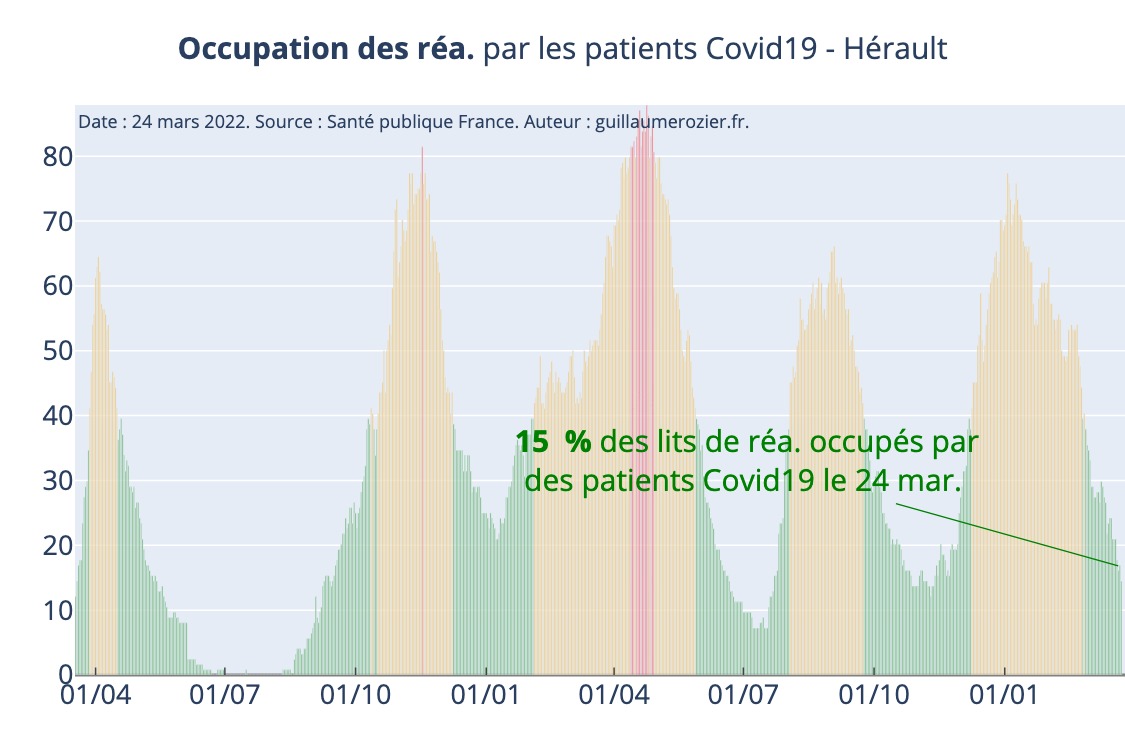 Occupation des réa. par les patients Covid19 - Hérault
Date : 24 mars 2022. Source : Santé publique France. Auteur : guillaumerozier.fr.
80
70
60
50
40
30
20
10
0
15 % des lits de réa. occupés par
des patients Covid19 le 24 mar.
01/04 01/07 01/10 01/01 01/04 01/07 01/10 01/01